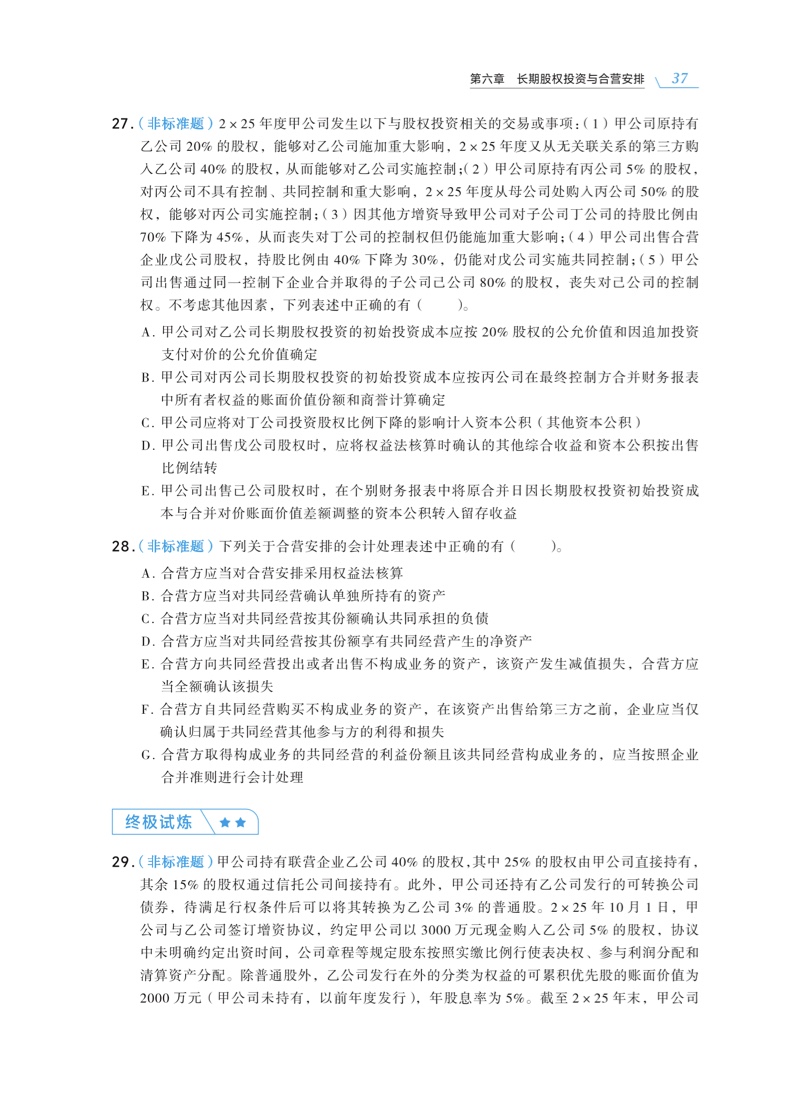 第六章 长期股权投资与合营安排 37
27.（非标准题）2×25 年度甲公司发生以下与股权投资相关的交易或事项:（1）甲公司原持有
乙公司 20% 的股权，能够对乙公司施加重大影响，2×25 年度又从无关联关系的第三方购
入乙公司 40% 的股权，从而能够对乙公司实施控制;（2）甲公司原持有丙公司 5% 的股权，
对丙公司不具有控制、共同控制和重大影响，2×25 年度从母公司处购入丙公司 50% 的股
权，能够对丙公司实施控制;（3）因其他方增资导致甲公司对子公司丁公司的持股比例由
70% 下降为 45%，从而丧失对丁公司的控制权但仍能施加重大影响;（4）甲公司出售合营
企业戊公司股权，持股比例由 40% 下降为 30%，仍能对戊公司实施共同控制;（5）甲公
司出售通过同一控制下企业合并取得的子公司己公司 80% 的股权，丧失对己公司的控制
权。不考虑其他因素，下列表述中正确的有（ ）。
A. 甲公司对乙公司长期股权投资的初始投资成本应按 20% 股权的公允价值和因追加投资
支付对价的公允价值确定
B. 甲公司对丙公司长期股权投资的初始投资成本应按丙公司在最终控制方合并财务报表
中所有者权益的账面价值份额和商誉计算确定
C. 甲公司应将对丁公司投资股权比例下降的影响计入资本公积（其他资本公积）
D. 甲公司出售戊公司股权时，应将权益法核算时确认的其他综合收益和资本公积按出售
比例结转
E. 甲公司出售己公司股权时，在个别财务报表中将原合并日因长期股权投资初始投资成
本与合并对价账面价值差额调整的资本公积转入留存收益
28.（非标准题）下列关于合营安排的会计处理表述中正确的有（ ）。
A. 合营方应当对合营安排采用权益法核算
B. 合营方应当对共同经营确认单独所持有的资产
C. 合营方应当对共同经营按其份额确认共同承担的负债
D. 合营方应当对共同经营按其份额享有共同经营产生的净资产
E. 合营方向共同经营投出或者出售不构成业务的资产，该资产发生减值损失，合营方应
当全额确认该损失
F. 合营方自共同经营购买不构成业务的资产，在该资产出售给第三方之前，企业应当仅
确认归属于共同经营其他参与方的利得和损失
G. 合营方取得构成业务的共同经营的利益份额且该共同经营构成业务的，应当按照企业
合并准则进行会计处理
终极试炼 ★★
29.（非标准题）甲公司持有联营企业乙公司 40% 的股权，其中 25% 的股权由甲公司直接持有，
其余 15% 的股权通过信托公司间接持有。此外，甲公司还持有乙公司发行的可转换公司
债券，待满足行权条件后可以将其转换为乙公司 3% 的普通股。2×25 年 10 月 1 日，甲
公司与乙公司签订增资协议，约定甲公司以 3000 万元现金购入乙公司 5% 的股权，协议
中未明确约定出资时间，公司章程等规定股东按照实缴比例行使表决权、参与利润分配和
清算资产分配。除普通股外，乙公司发行在外的分类为权益的可累积优先股的账面价值为
2000 万元（甲公司未持有，以前年度发行），年股息率为 5%。截至 2×25 年末，甲公司